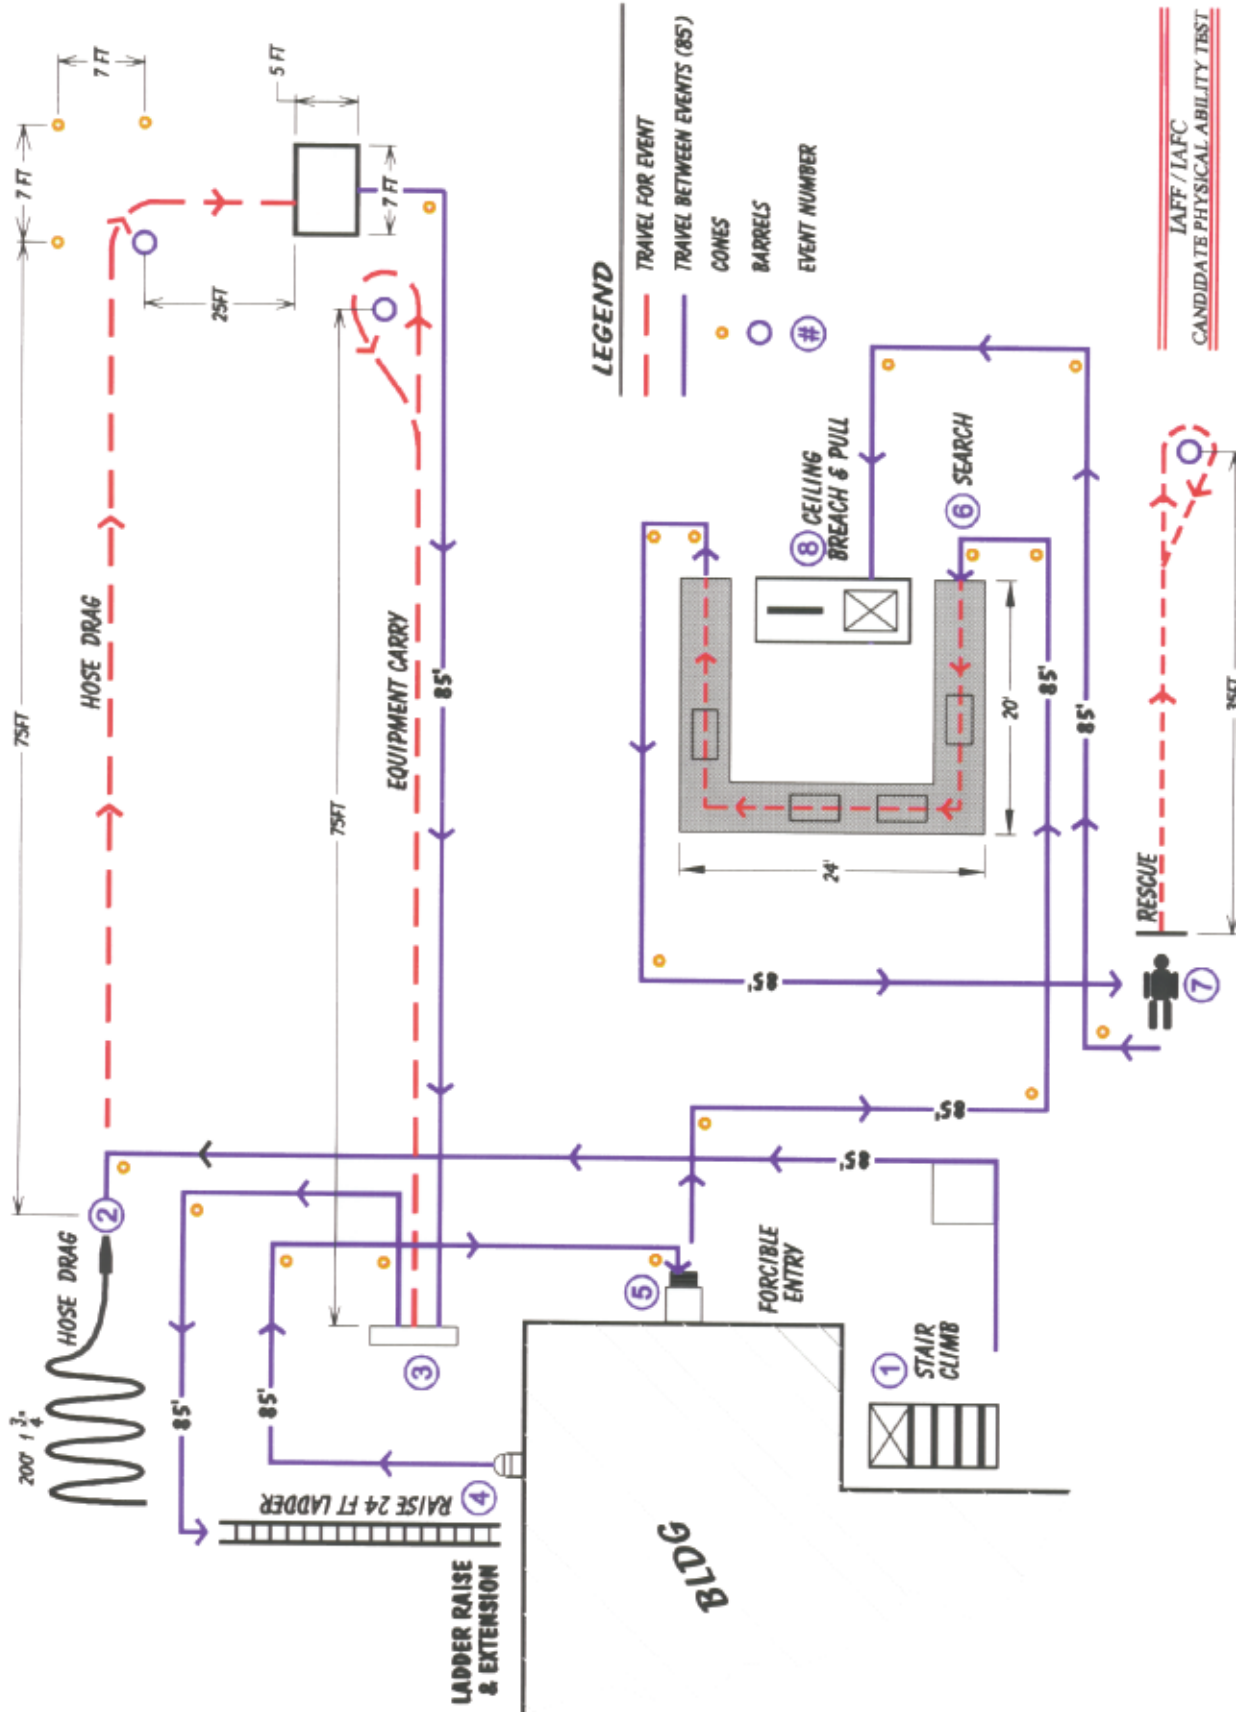 200' 1 3/4"
HOSE DRAG
2
75FT
HOSE DRAG
7 FT
7 FT
25FT
5 FT
7 FT
75FT
EQUIPMENT CARRY
85'
3
85'
85'
RAISE 24 FT LADDER
4
LADDER RAISE
& EXTENSION
BLDG
5
FORCIBLE
ENTRY
1
STAIR
CLIMB
85'
85'
85'
85'
85'
24'
20'
8 CEILING
BREACH & PULL
6 SEARCH
7
RESCUE
35FT
LEGEND
TRAVEL FOR EVENT
TRAVEL BETWEEN EVENTS (85')
CONES
BARRELS
# EVENT NUMBER
IAFF / IAFC
CANDIDATE PHYSICAL ABILITY TEST